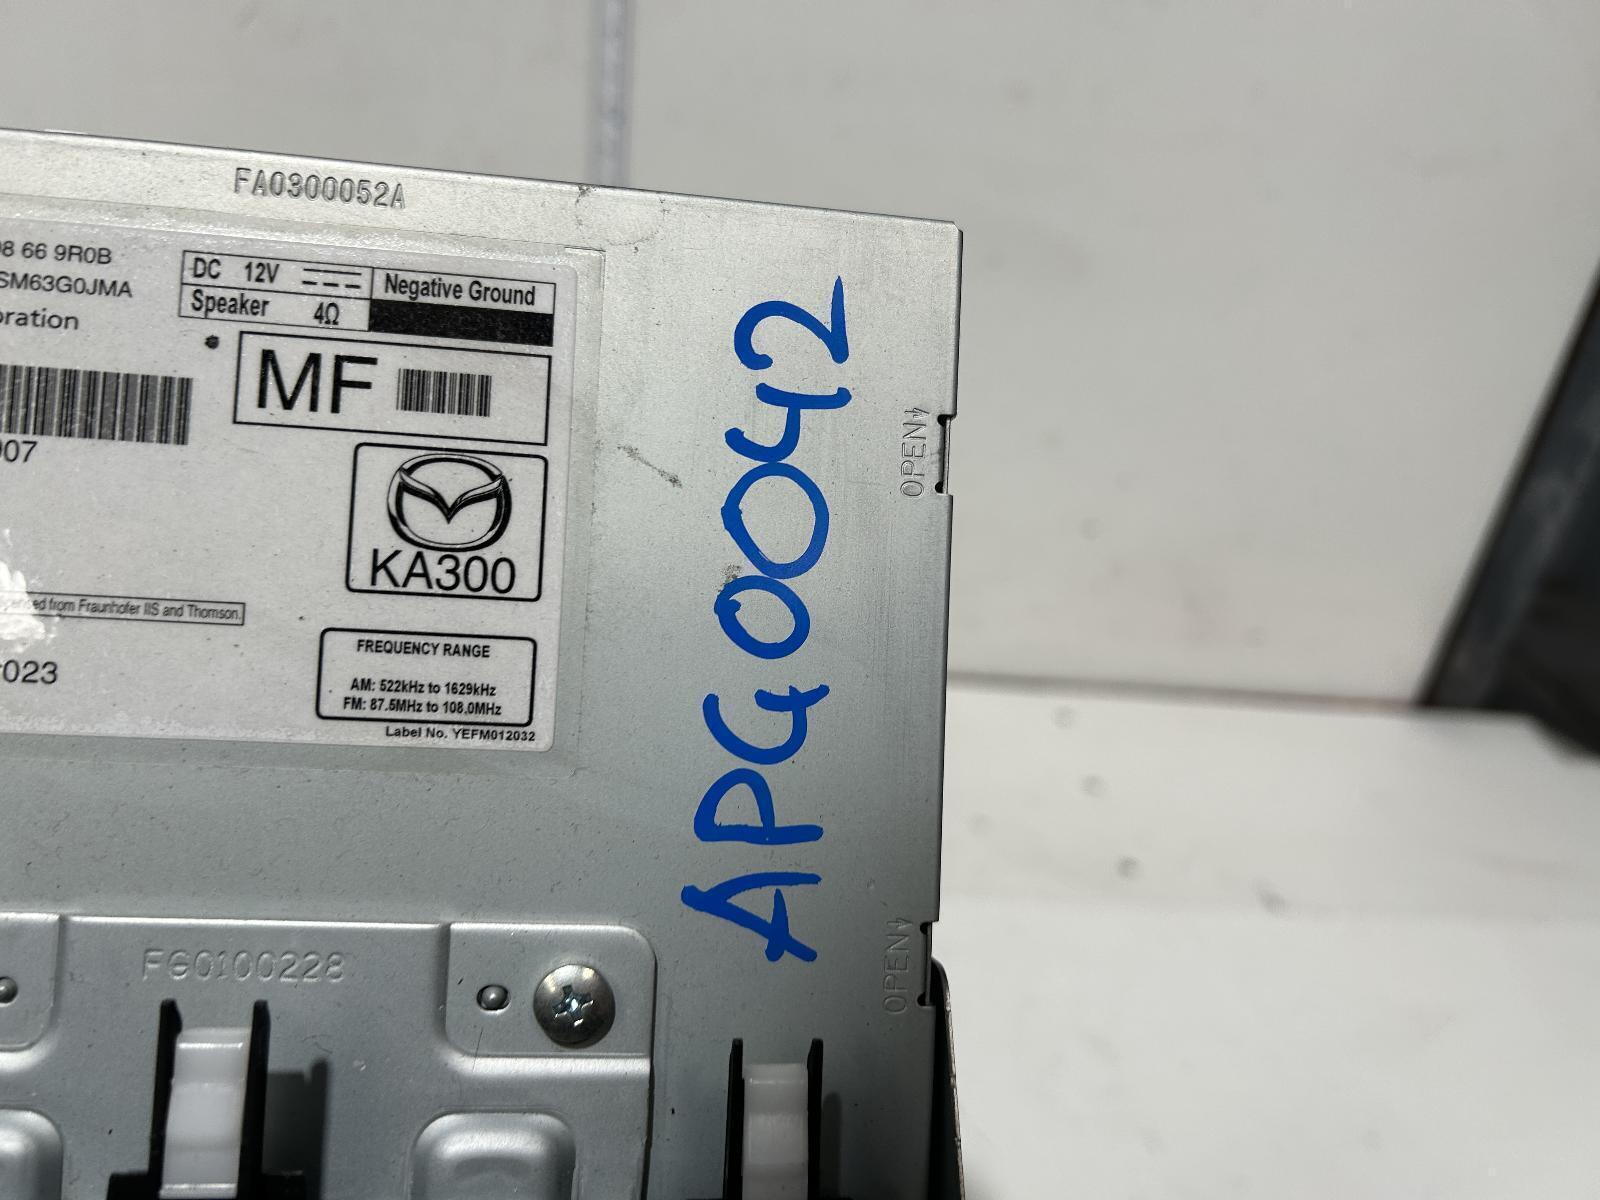 FA0300052A
08 66 9R0B
SM63G0JMA
oration
DC 12V
Negative Ground
Speaker 4Ω
MF
007
KA300
ensed from Fraunhofer IIS and Thomson.
FREQUENCY RANGE
AM: 522kHz to 1629kHz
FM: 87.5MHz to 108.0MHz
023
Label No. YEFM012032
APG0042
OPEN
OPEN
FG0100228